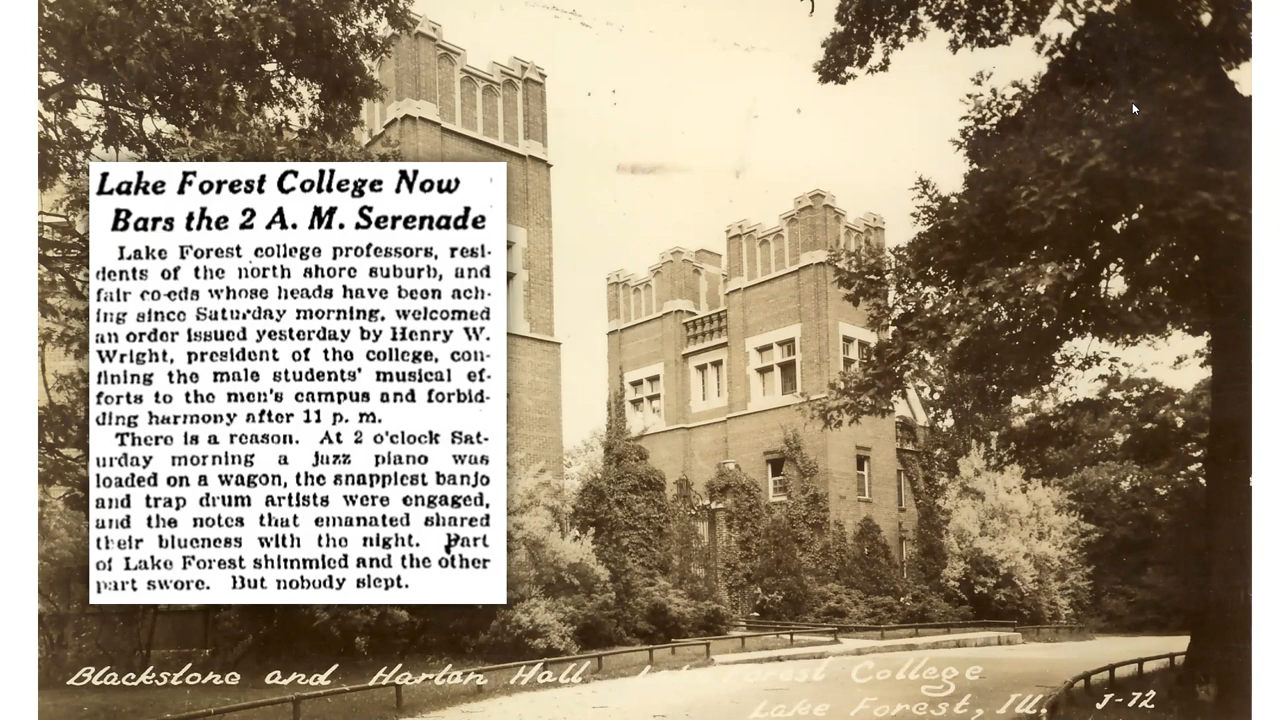 Lake Forest College Now
Bars the 2 A. M. Serenade
Lake Forest college professors, resi-
dents of the north shore suburb, and
fair co-eds whose heads have been ach-
ing since Saturday morning, welcomed
an order issued yesterday by Henry W.
Wright, president of the college, con-
fining the male students' musical ef-
forts to the men's campus and forbid-
ding harmony after 11 p. m.
There is a reason. At 2 o'clock Sat-
urday morning a jazz piano was
loaded on a wagon, the snappiest banjo
and trap drum artists were engaged,
and the notes that emanated shared
their blueness with the night. Part
of Lake Forest shimmied and the other
part swore. But nobody slept.
Blackstone and Harlan Hall Lake Forest College
Lake Forest, Ill. J-72